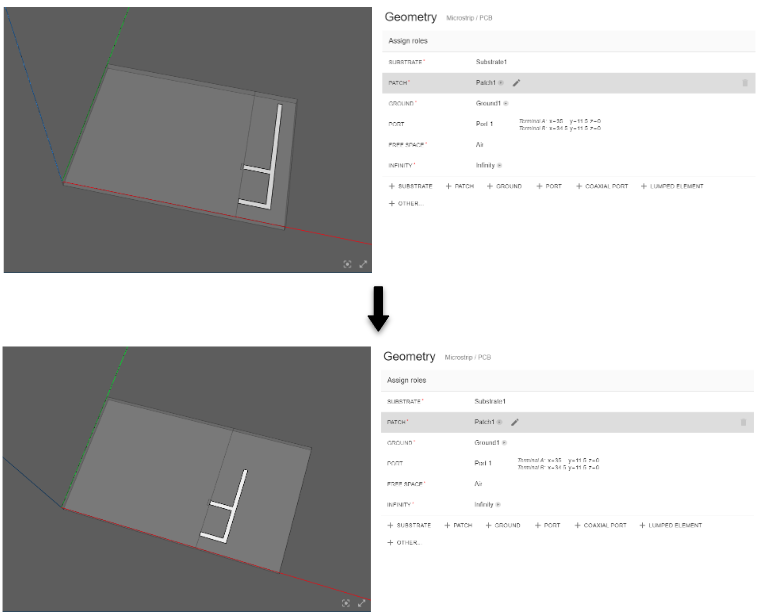 Geometry Microstrip / PCB
Assign roles
SUBSTRATE* Substrate1
PATCH* Patch1
GROUND* Ground1
PORT Port 1 Terminal A: x=35 y=11.5 z=0
Terminal B: x=34.5 y=11.5 z=0
FREE SPACE* Air
INFINITY* Infinity
+ SUBSTRATE + PATCH + GROUND + PORT + COAXIAL PORT + LUMPED ELEMENT
+ OTHER...
Geometry Microstrip / PCB
Assign roles
SUBSTRATE* Substrate1
PATCH* Patch1
GROUND* Ground1
PORT Port 1 Terminal A: x=35 y=11.5 z=0
Terminal B: x=34.5 y=11.5 z=0
FREE SPACE* Air
INFINITY* Infinity
+ SUBSTRATE + PATCH + GROUND + PORT + COAXIAL PORT + LUMPED ELEMENT
+ OTHER...